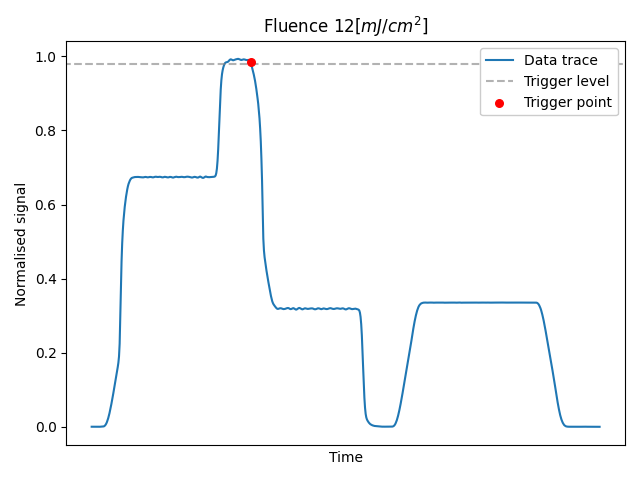 Fluence 12[mJ/cm²]
1.0
0.8
0.6
0.4
0.2
0.0
Normalised signal
Time
Data trace
Trigger level
Trigger point